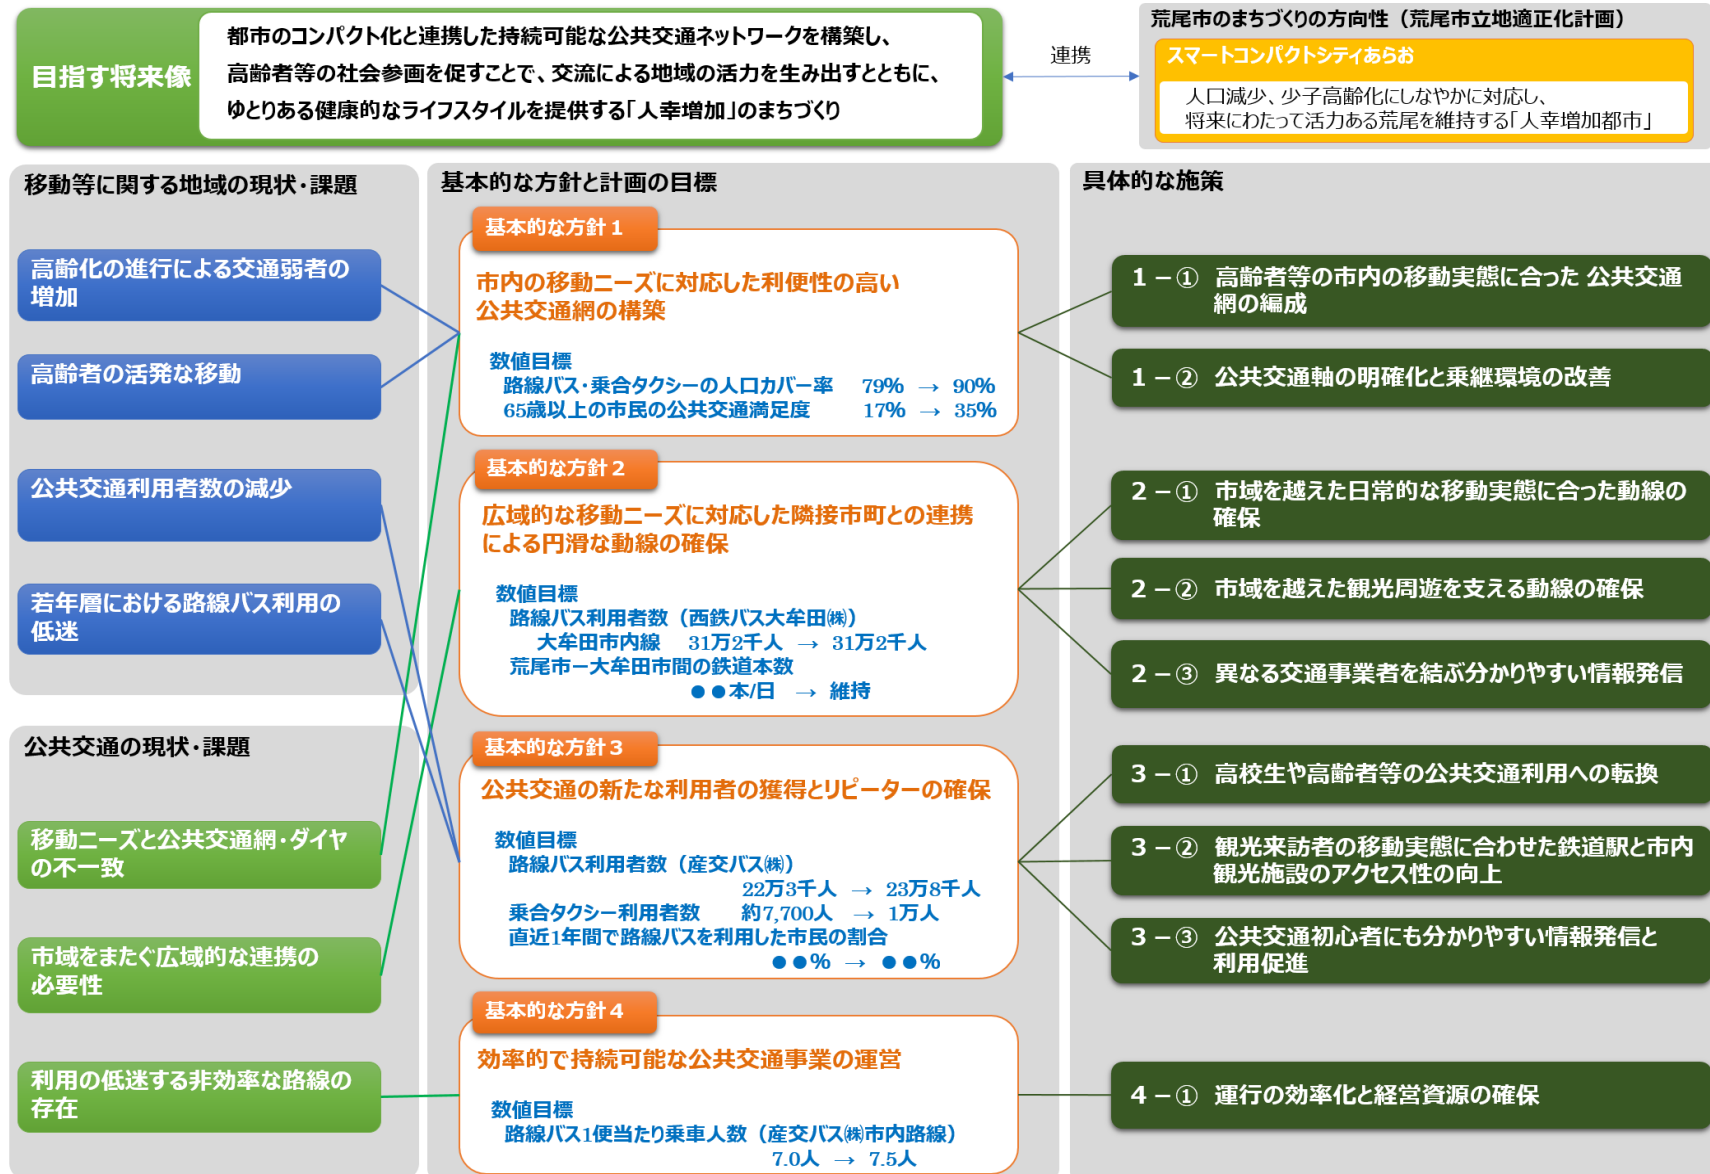 目指す将来像
都市のコンパクト化と連携した持続可能な公共交通ネットワークを構築し、
高齢者等の社会参画を促すことで、交流による地域の活力を生み出すとともに、
ゆとりある健康的なライフスタイルを提供する「人幸増加」のまちづくり
連携
荒尾市のまちづくりの方向性（荒尾市立地適正化計画）
スマートコンパクトシティあらお
人口減少、少子高齢化にしなやかに対応し、
将来にわたって活力ある荒尾を維持する「人幸増加都市」
移動等に関する地域の現状・課題
高齢化の進行による交通弱者の
増加
高齢者の活発な移動
公共交通利用者数の減少
若年層における路線バス利用の
低迷
公共交通の現状・課題
移動ニーズと公共交通網・ダイヤ
の不一致
市域をまたぐ広域的な連携の
必要性
利用の低迷する非効率な路線の
存在
基本的な方針と計画の目標
基本的な方針１
市内の移動ニーズに対応した利便性の高い
公共交通網の構築
数値目標
路線バス・乗合タクシーの人口カバー率　79%　→　90%
65歳以上の市民の公共交通満足度　17%　→　35%
基本的な方針２
広域的な移動ニーズに対応した隣接市町との連携
による円滑な動線の確保
数値目標
路線バス利用者数（西鉄バス大牟田㈱）
大牟田市内線　31万2千人　→　31万2千人
荒尾市ー大牟田市間の鉄道本数
●●本/日　→　維持
基本的な方針３
公共交通の新たな利用者の獲得とリピーターの確保
数値目標
路線バス利用者数（産交バス㈱）
22万3千人　→　23万8千人
乗合タクシー利用者数　約7,700人　→　1万人
直近1年間で路線バスを利用した市民の割合
●●%　→　●●%
基本的な方針４
効率的で持続可能な公共交通事業の運営
数値目標
路線バス1便当たり乗車人数（産交バス㈱市内路線）
7.0人　→　7.5人
具体的な施策
１－①　高齢者等の市内の移動実態に合った 公共交通
網の編成
１－②　公共交通軸の明確化と乗継環境の改善
２－①　市域を越えた日常的な移動実態に合った動線の
確保
２－②　市域を越えた観光周遊を支える動線の確保
２－③　異なる交通事業者を結ぶ分かりやすい情報発信
３－①　高校生や高齢者等の公共交通利用への転換
３－②　観光来訪者の移動実態に合わせた鉄道駅と市内
観光施設のアクセス性の向上
３－③　公共交通初心者にも分かりやすい情報発信と
利用促進
４－①　運行の効率化と経営資源の確保